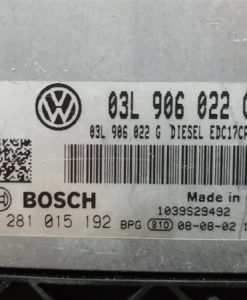 03L 906 022 G
03L 906 022 G DIESEL EDC17CP
BOSCH
Made in
1039S29492
281 015 192 BPG 810 08-08-02